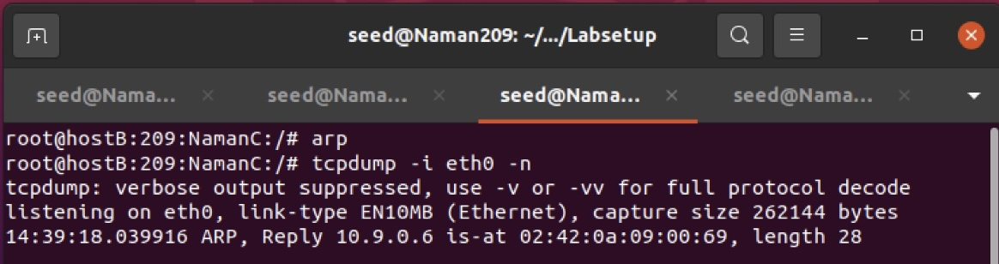 seed@Naman209: ~/.../Labsetup
seed@Nama... seed@Nama... seed@Nama... seed@Nama...
root@hostB:209:NamanC:/# arp
root@hostB:209:NamanC:/# tcpdump -i eth0 -n
tcpdump: verbose output suppressed, use -v or -vv for full protocol decode
listening on eth0, link-type EN10MB (Ethernet), capture size 262144 bytes
14:39:18.039916 ARP, Reply 10.9.0.6 is-at 02:42:0a:09:00:69, length 28